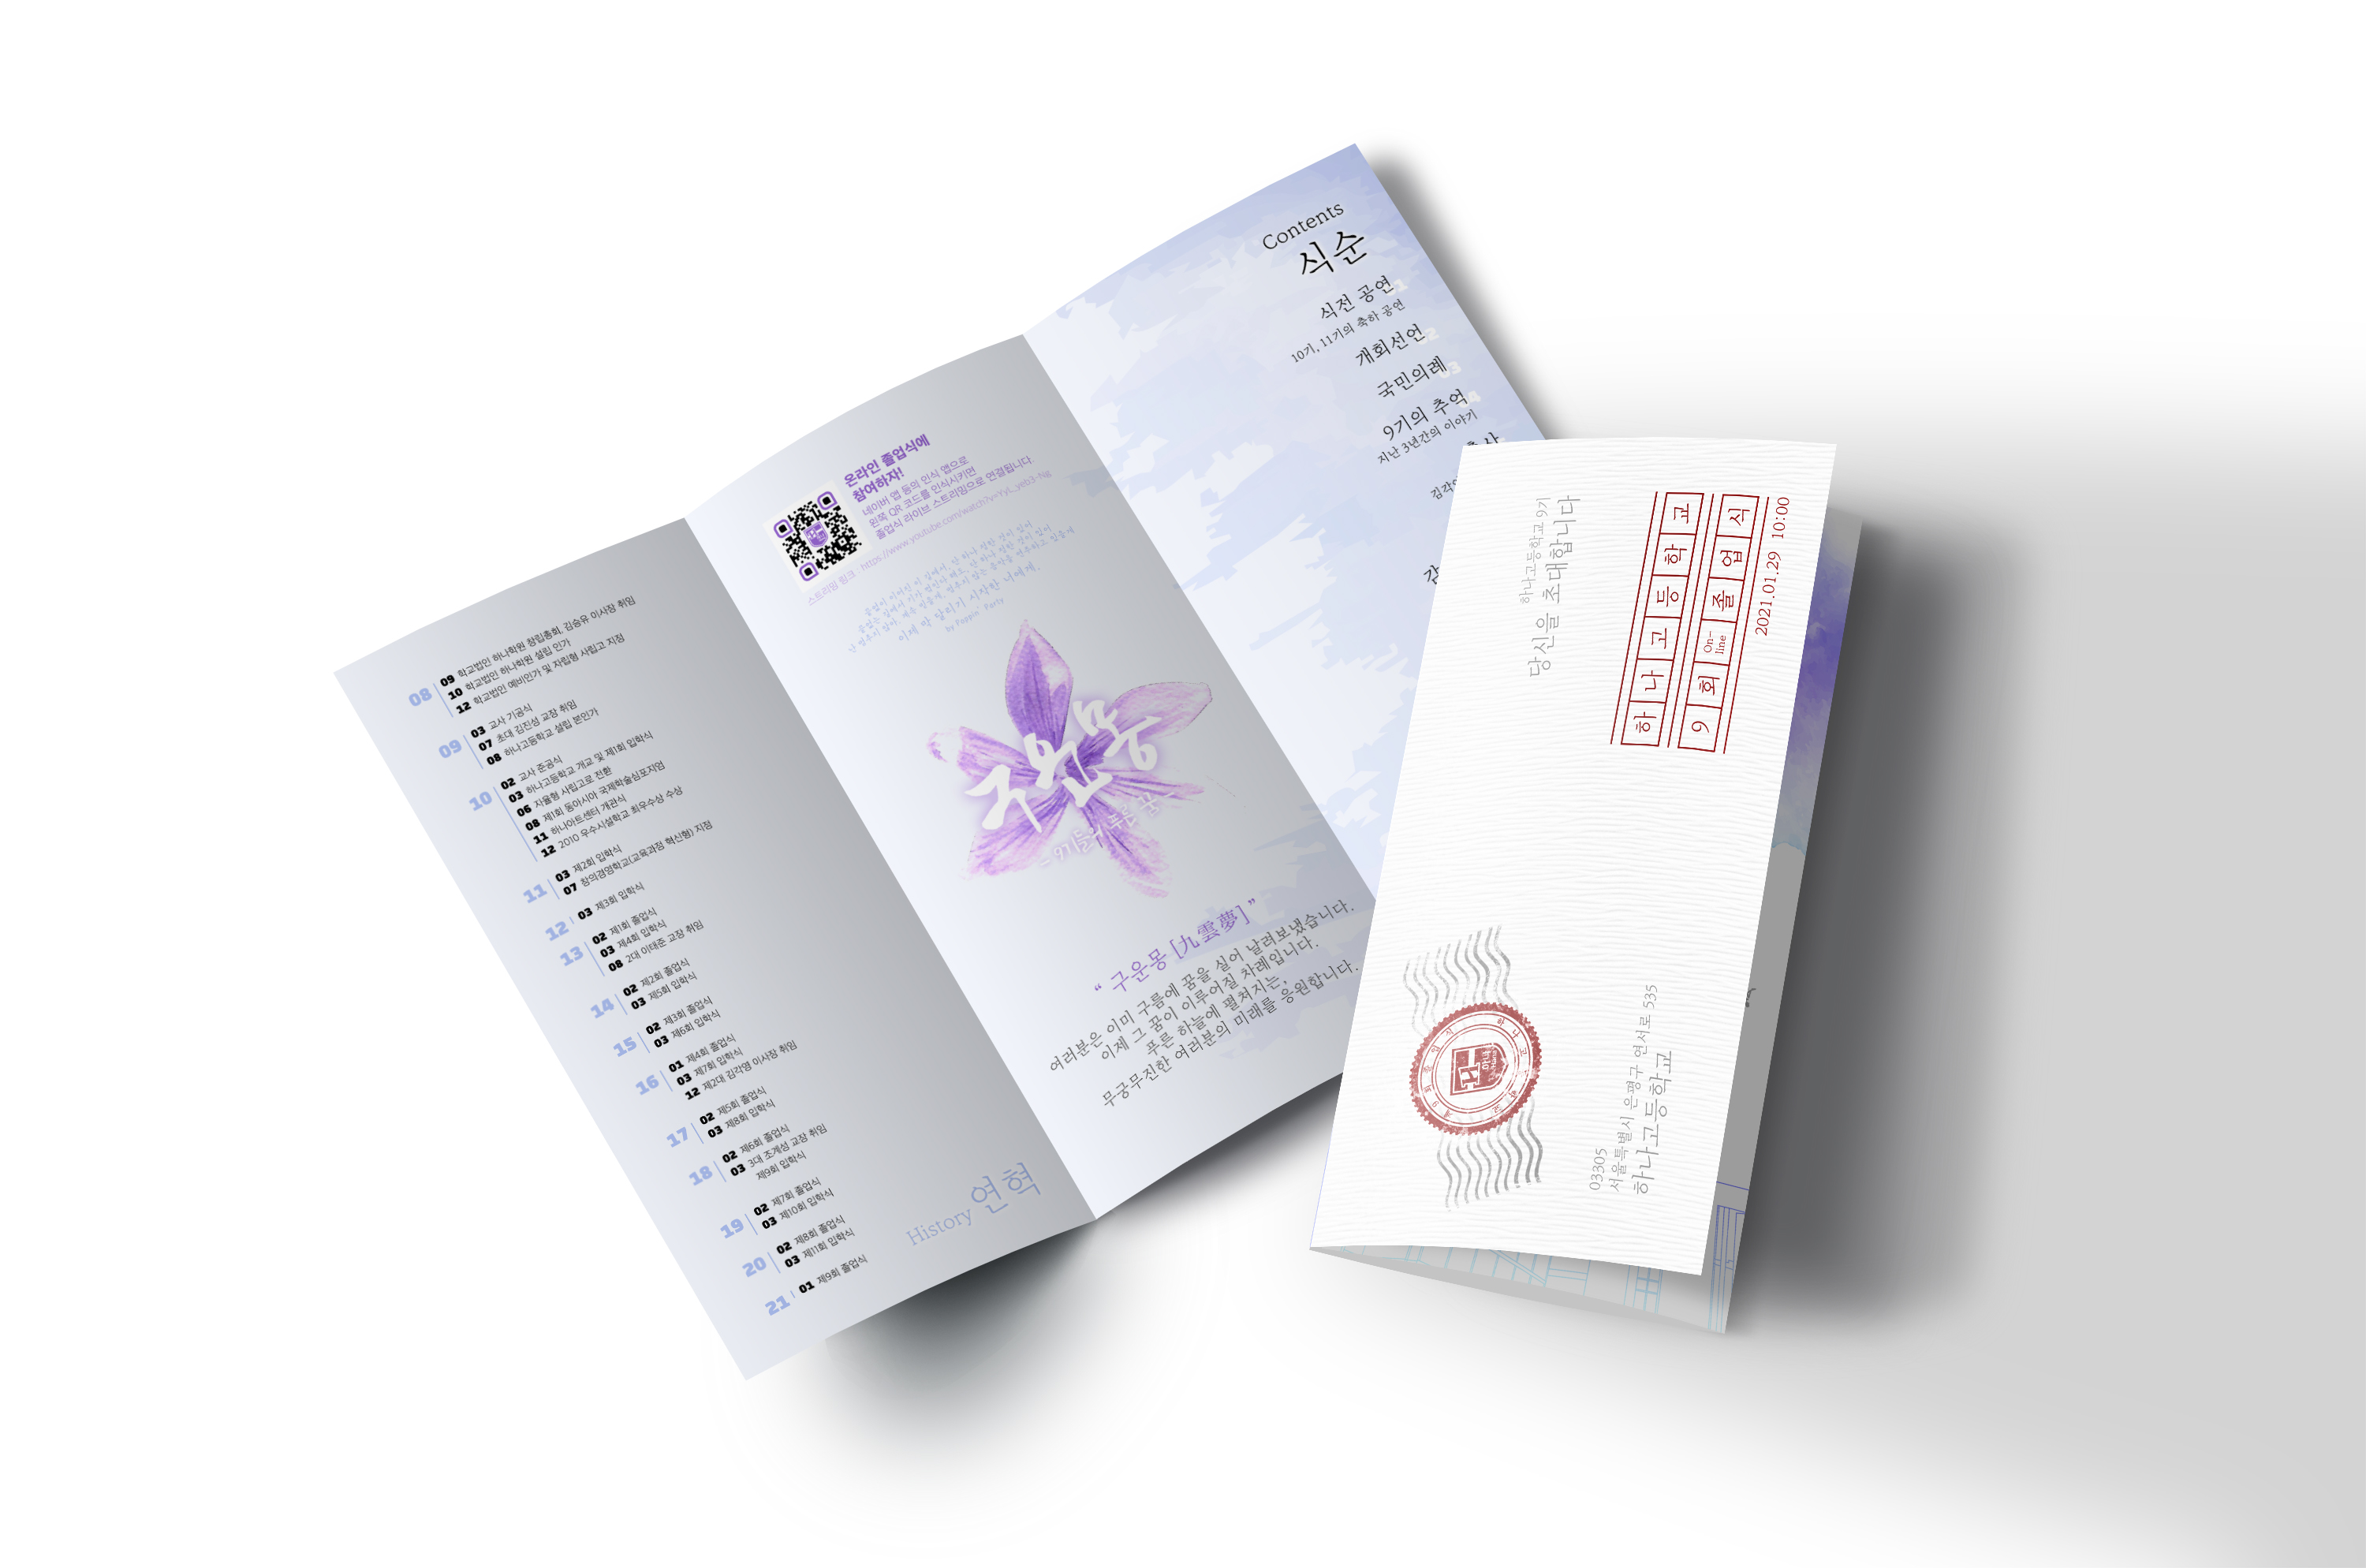 08
09 학교법인 하나학원 창립총회, 김승유 이사장 취임
10 학교법인 하나학원 설립 인가
12 학교법인 예비인가 및 자립형 사립고 지정
09
03 교사 기공식
07 초대 김진성 교장 취임
08 하나고등학교 설립 본인가
10
02 교사 준공식
03 하나고등학교 개교 및 제1회 입학식
06 자율형 사립고로 전환
08 제1회 동아시아 국제학술심포지엄
11 하나아트센터 개관식
12 2010 우수시설학교 최우수상 수상
11
03 제2회 입학식
07 창의경영학교(교육과정 혁신형) 지정
12
03 제3회 입학식
13
02 제1회 졸업식
03 제4회 입학식
08 2대 이태준 교장 취임
14
02 제2회 졸업식
03 제5회 입학식
15
02 제3회 졸업식
03 제6회 입학식
16
01 제4회 졸업식
03 제7회 입학식
12 제2대 김각영 이사장 취임
17
02 제5회 졸업식
03 제8회 입학식
18
02 제6회 졸업식
03 3대 조계성 교장 취임
제9회 입학식
19
02 제7회 졸업식
03 제10회 입학식
20
02 제8회 졸업식
03 제11회 입학식
21
01 제9회 졸업식
History 연혁
온라인 졸업식에
참여하자!
네이버 앱 등의 인식 앱으로
왼쪽 QR 코드를 인식시키면
졸업식 라이브 스트리밍으로 연결됩니다
스트리밍 링크 https://www.youtube.com/watch?
이제 막 달리기 시작한 너에게.
by Poppin' Party
구운몽
9기들의 푸른 꿈
“ 구운몽 [九雲夢] ”
여러분은 이미 구름에 꿈을 실어 날려보냈습니다.
이제 그 꿈이 이루어질 차례입니다.
푸른 하늘에 펼쳐지는,
무궁무진한 여러분의 미래를 응원합니다.
Contents
식순
식전 공연
10기, 11기의 축하 공연
개회선언
국민의례 03
9기의 추억 04
지난 3년간의 이야기
하나고등학교 9기
당신을 초대합니다
하나고등학교
9회 On-line 졸업식
2021.01.29 10:00
03305
서울특별시 은평구 연서로 535
하나고등학교